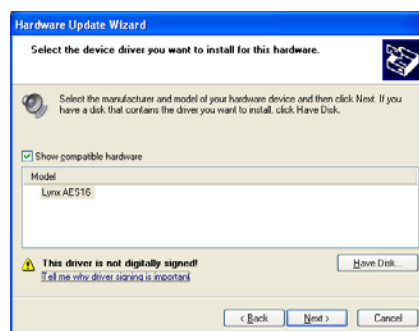 Hardware Update Wizard
Select the device driver you want to install for this hardware.
Select the manufacturer and model of your hardware device and then click Next. If you
have a disk that contains the driver you want to install, click Have Disk.
Show compatible hardware
Model
Lynx AES16
This driver is not digitally signed!
Have Disk...
Tell me why driver signing is important
< Back
Next >
Cancel